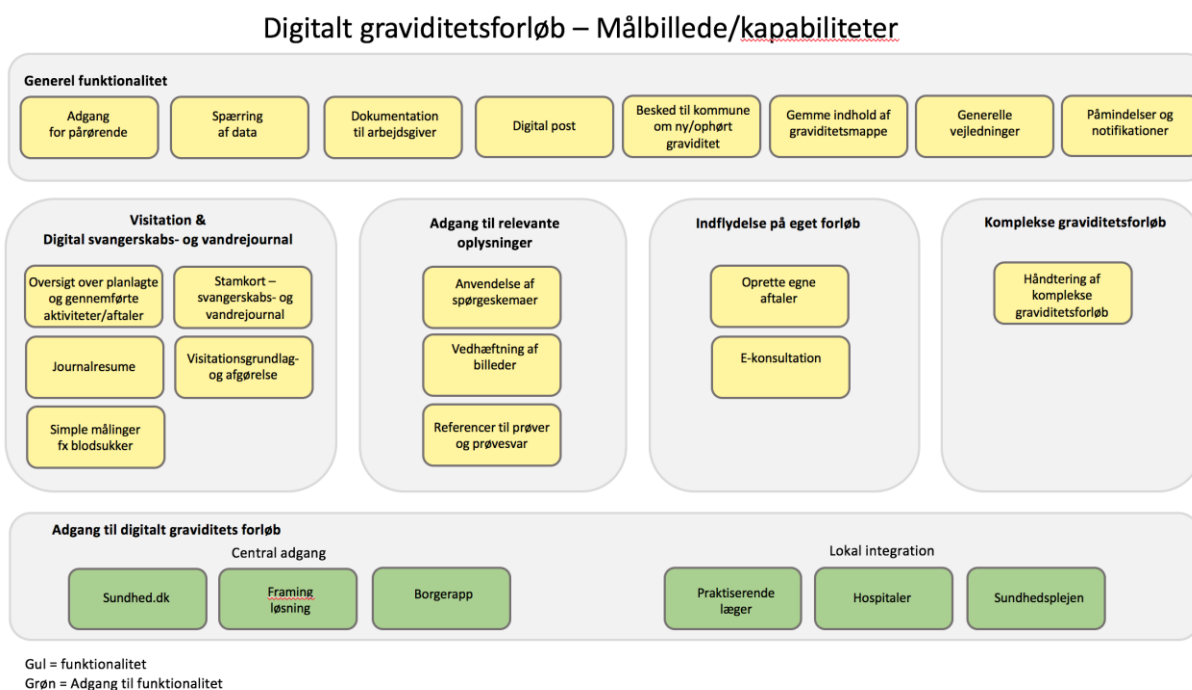 Digitalt graviditetsforløb – Målbillede/kapabiliteter
Generel funktionalitet
Adgang
for pårørende
Spærring
af data
Dokumentation
til arbejdsgiver
Digital post
Besked til kommune
om ny/ophørt
graviditet
Gemme indhold af
graviditetsmappe
Generelle
vejledninger
Påmindelser og
notifikationer
Visitation &
Digital svangerskabs- og vandrejournal
Oversigt over planlagte
og gennemførte
aktiviteter/aftaler
Stamkort –
svangerskabs- og
vandrejournal
Journalresume
Visitationsgrundlag-
og afgørelse
Simple målinger
fx blodsukker
Adgang til relevante
oplysninger
Anvendelse af
spørgeskemaer
Vedhæftning af
billeder
Referencer til prøver
og prøvesvar
Indflydelse på eget forløb
Oprette egne
aftaler
E-konsultation
Komplekse graviditetsforløb
Håndtering af
komplekse
graviditetsforløb
Adgang til digitalt graviditets forløb
Central adgang
Sundhed.dk
Framing
løsning
Borgerapp
Lokal integration
Praktiserende
læger
Hospitaler
Sundhedsplejen
Gul = funktionalitet
Grøn = Adgang til funktionalitet